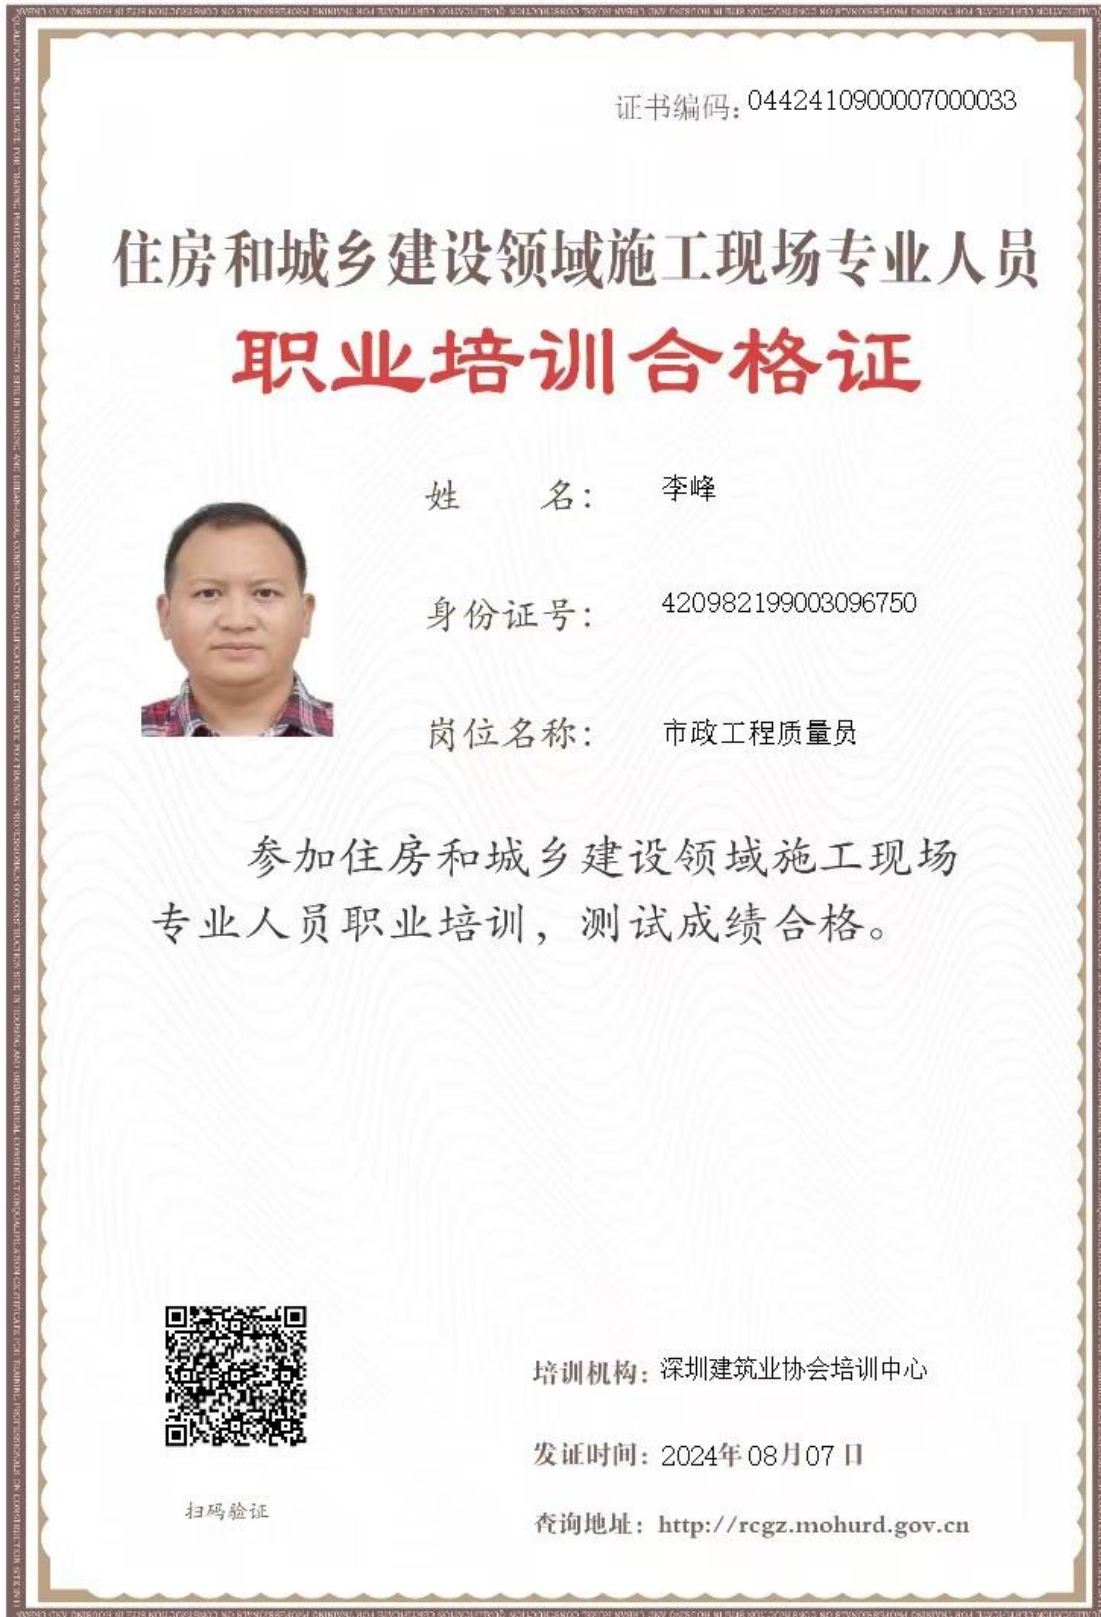 证书编码：0442410900007000033
住房和城乡建设领域施工现场专业人员
职业培训合格证
姓 名： 李峰
身份证号： 420982199003096750
岗位名称： 市政工程质量员
参加住房和城乡建设领域施工现场
专业人员职业培训，测试成绩合格。
培训机构：深圳建筑业协会培训中心
发证时间：2024年08月07日
扫码验证
查询地址：http://rcgz.mohurd.gov.cn